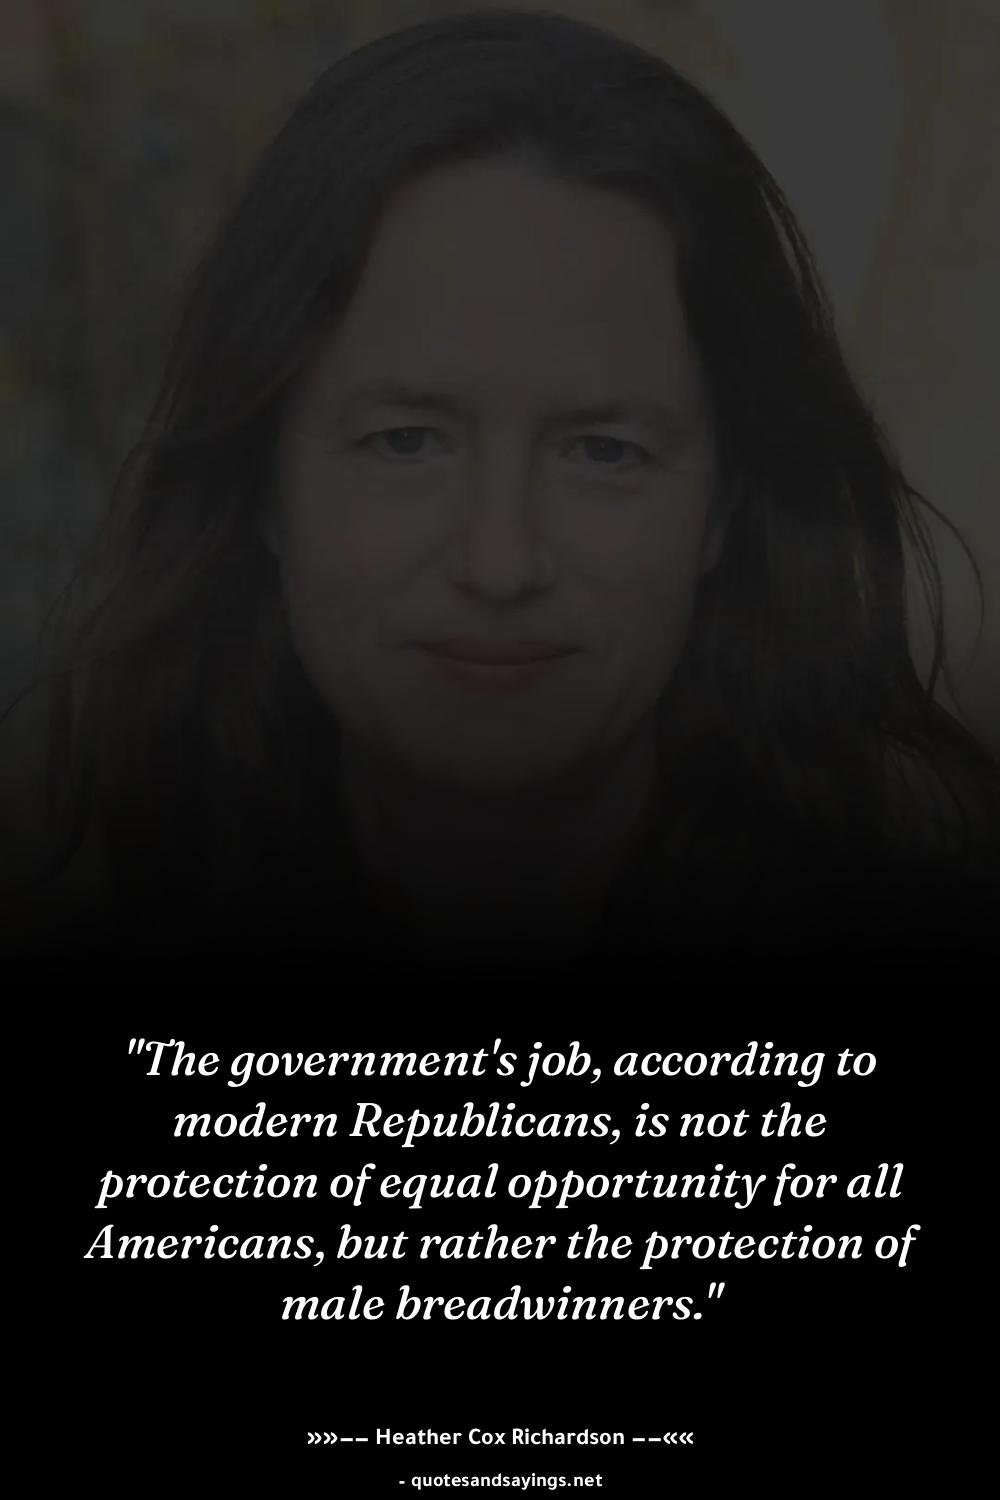 "The government's job, according to
modern Republicans, is not the
protection of equal opportunity for all
Americans, but rather the protection of
male breadwinners."
»»−− Heather Cox Richardson −−««
- quotesandsayings.net